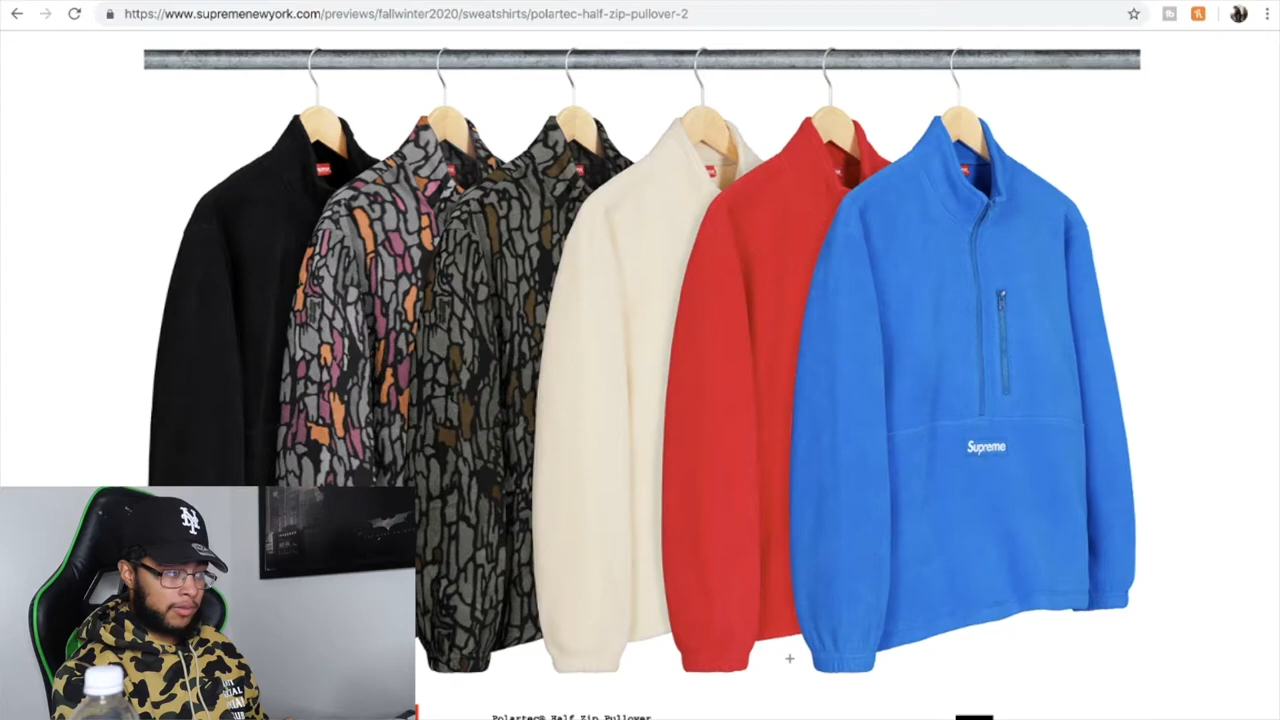 https://www.supremenewyork.com/previews/fallwinter2020/sweatshirts/polartec-half-zip-pullover-2
Supreme
Polartec® Half Zip Pullover